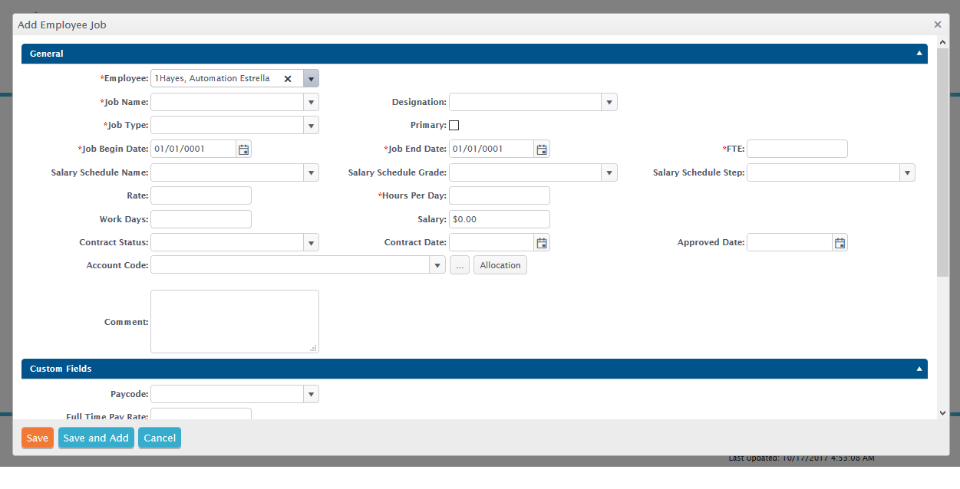 Add Employee Job ×
General
*Employee: 1Hayes, Automation Estrella
*Job Name: Designation:
*Job Type: Primary:
*Job Begin Date: 01/01/0001 *Job End Date: 01/01/0001 *FTE:
Salary Schedule Name: Salary Schedule Grade: Salary Schedule Step:
Rate: *Hours Per Day:
Work Days: Salary: $0.00
Contract Status: Contract Date: Approved Date:
Account Code: ... Allocation
Comment:
Custom Fields
Paycode:
Full Time Pay Rate:
Save Save and Add Cancel
Last Updated: 10/17/2017 4:53:08 AM